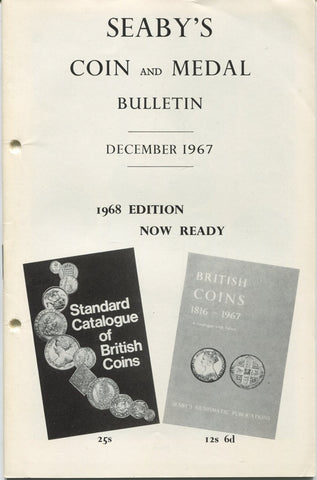 SEABY'S
COIN AND MEDAL
BULLETIN
DECEMBER 1967
1968 EDITION
NOW READY
Standard
Catalogue
of
British
Coins
BRITISH
COINS
1816 - 1967
SEABY'S NUMISMATIC PUBLICATIONS
25s
12s 6d